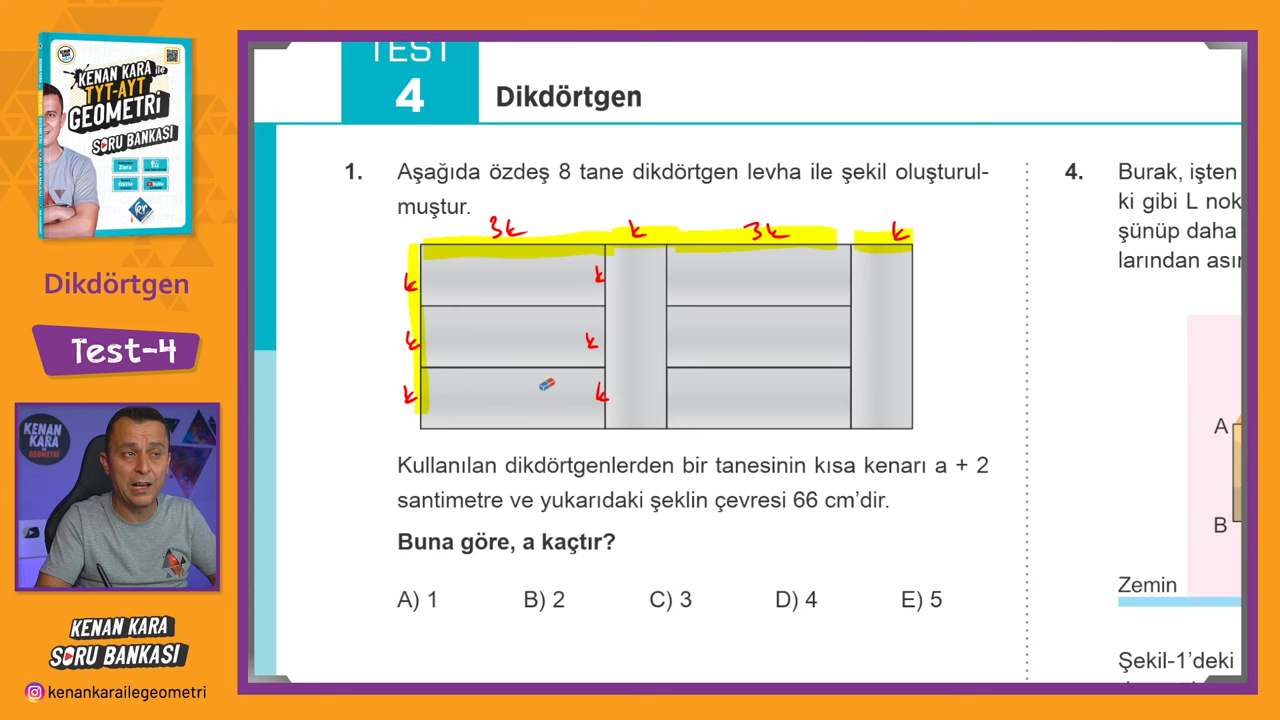 KENAN KARA ile
TYT-AYT
GEOMETRİ
SORU BANKASI
Dikdörtgen
Test-4
KENAN
KARA
GEOMETRİ
KENAN KARA
SORU BANKASI
kenankarailegeometri
TEST
4
Dikdörtgen
1. Aşağıda özdeş 8 tane dikdörtgen levha ile şekil oluşturul-
muştur.
3k k 3k k
k k
k k
k k
Kullanılan dikdörtgenlerden bir tanesinin kısa kenarı a + 2
santimetre ve yukarıdaki şeklin çevresi 66 cm'dir.
Buna göre, a kaçtır?
A) 1 B) 2 C) 3 D) 4 E) 5
4. Burak, işten
ki gibi L nok
şünüp daha
larından asır
A
B
Zemin
Şekil-1'deki